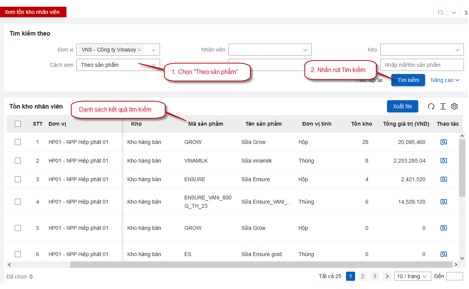 Xem tồn kho nhân viên
Tìm kiếm theo
Đơn vị VNS - Công ty Vinasoy Nhân viên Kho
Cách xem Theo sản phẩm Nhập mã/tên sản phẩm
1. Chọn "Theo sản phẩm"
2. Nhấn nút Tìm kiếm
Thiết lập lại Tìm kiếm Nâng cao
Tồn kho nhân viên Xuất file
Danh sách kết quả tìm kiếm
STT Đơn vị Kho Mã sản phẩm Tên sản phẩm Đơn vị tính Tồn kho Tổng giá trị (VND) Thao tác
1 HP01 - NPP Hiệp phát 01 Kho hàng bán GROW Sữa Grow Hộp 28 20,095,460
2 HP01 - NPP Hiệp phát 01 Kho hàng bán VINAMILK Sữa vinamilk Thùng 8 2,253,285.04
3 HP01 - NPP Hiệp phát 01 Kho hàng bán ENSURE Sữa Ensure Hộp 4 2,421,520
4 HP01 - NPP Hiệp phát 01 Kho hàng bán ENSURE_VANI_800G_TH_23 Sữa Ensure_VANI_... Thùng 6 14,529,120
5 HP01 - NPP Hiệp phát 01 Kho hàng bán GROW Sữa Grow Hộp 0 0
6 HP01 - NPP Hiệp phát 01 Kho hàng bán ES Sữa Ensure gold Thùng 0 0
Đã chọn: 0
Tất cả 25 1 2 3 10 / trang Đến